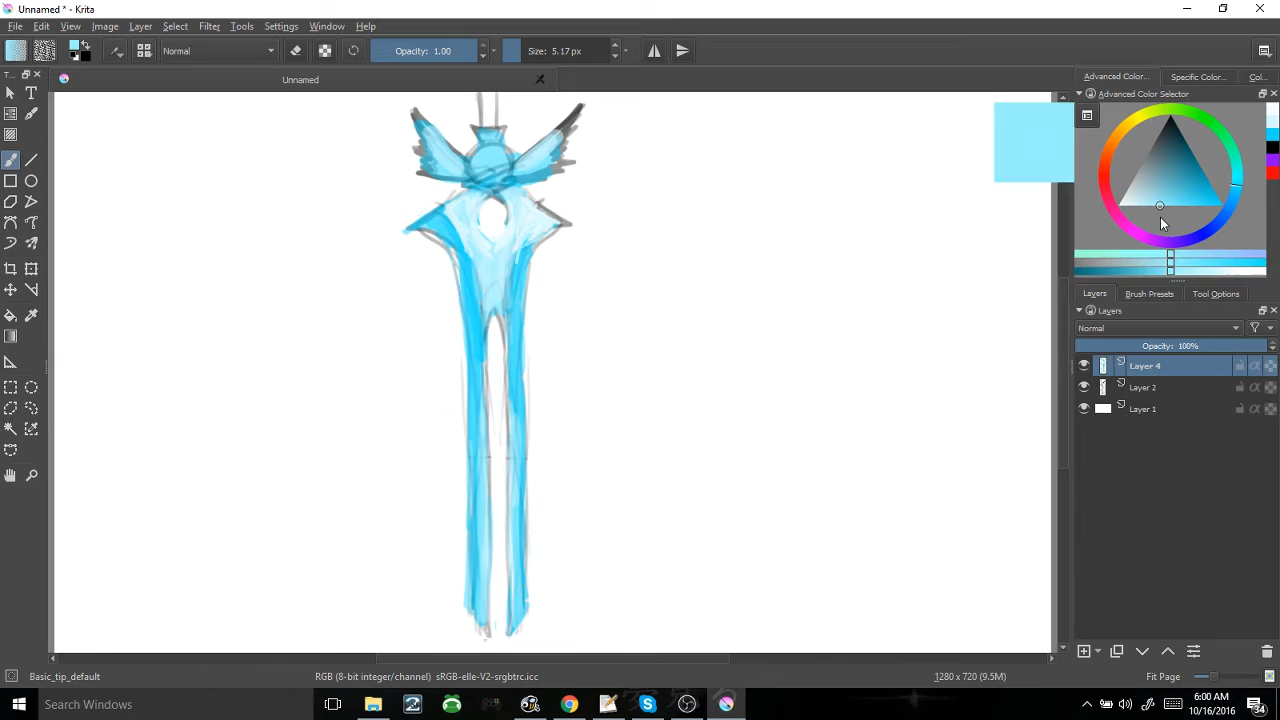 Unnamed * - Krita
File Edit View Image Layer Select Filter Tools Settings Window Help
Normal Opacity: 1.00 Size: 5.17 px
T... Unnamed Advanced Color... Specific Color... Col...
Advanced Color Selector
Layers Brush Presets Tool Options
Layers
Normal
Opacity: 100%
Layer 4
Layer 2
Layer 1
Basic_tip_default RGB (8-bit integer/channel) sRGB-elle-V2-srgbtrc.icc 1280 x 720 (9.5M) Fit Page
Search Windows 6:00 AM
10/16/2016 34